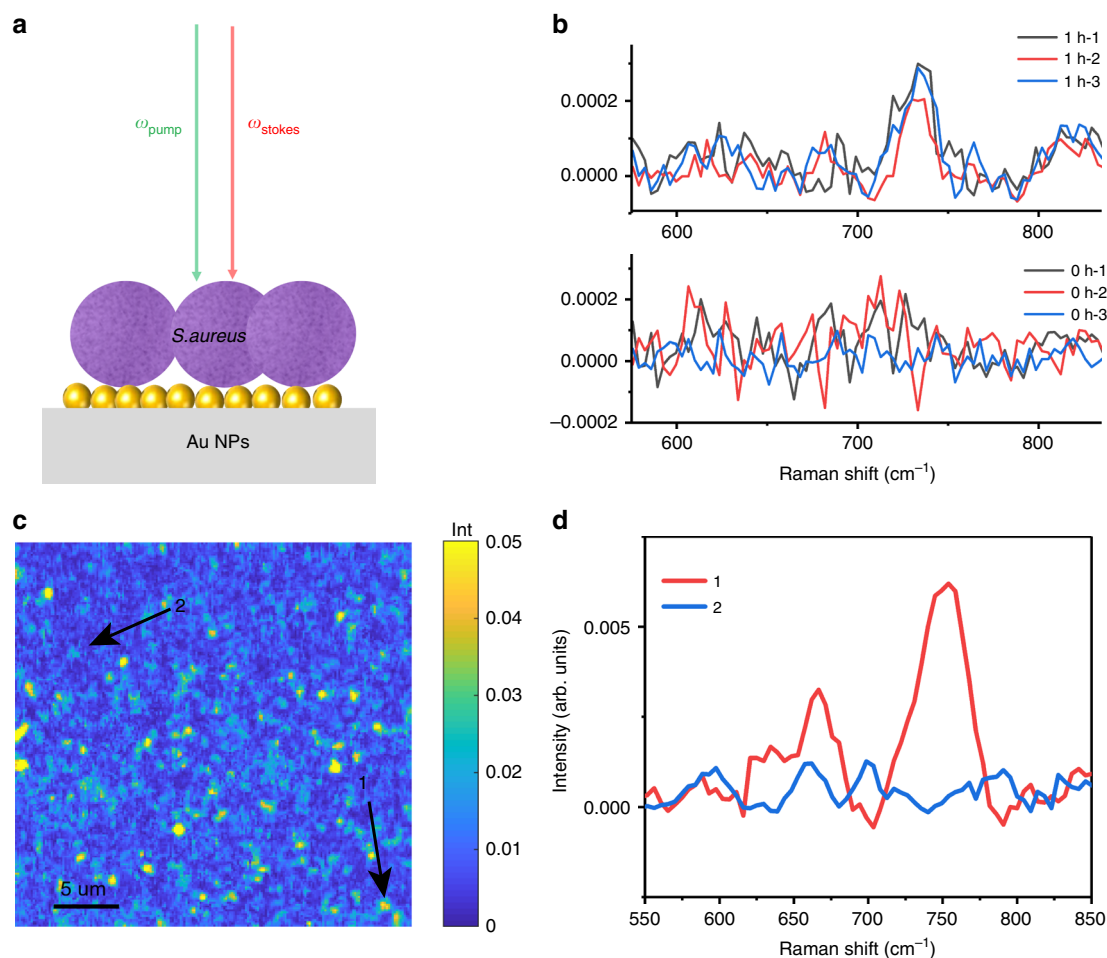 a
ωpump
ωstokes
S.aureus
Au NPs
b
1 h-1
1 h-2
1 h-3
0.0002
0.0000
600 700 800
0 h-1
0 h-2
0 h-3
0.0002
0.0000
–0.0002
600 700 800
Raman shift (cm⁻¹)
c
Int
0.05
0.04
0.03
0.02
0.01
0
2
1
5 um
d
1
2
Intensity (arb. units)
0.005
0.000
550 600 650 700 750 800 850
Raman shift (cm⁻¹)